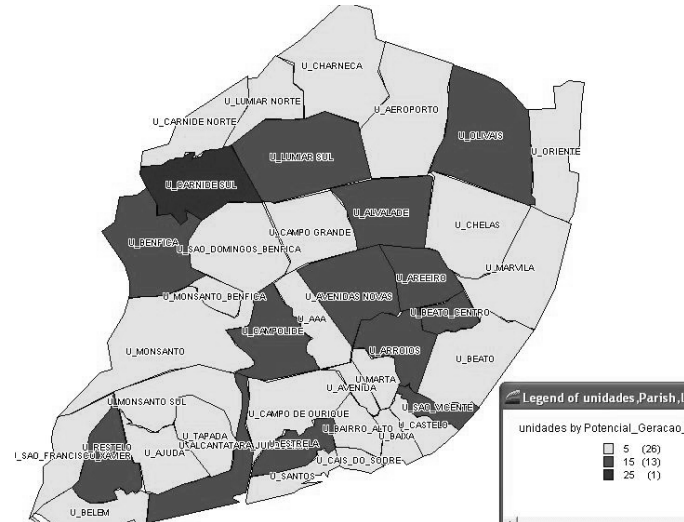 U_CHARNECA
U_LUMIAR NORTE
U_AEROPORTO
U_CARNIDE NORTE
U_OLIVAIS
U_ORIENTE
U_LUMIAR SUL
U_CARNIDE SUL
U_ALVALADE
U_CHELAS
U_CAMPO GRANDE
U_BENFICA
U_SAO_DOMINGOS_BENFICA
U_MARVILA
U_AREEIRO
U_MONSANTO_BENFICA
U_AVENIDAS NOVAS
U_BEATO_CENTRO
U_AAA
U_CAMPOLIDE
U_MONSANTO
U_ARROIOS
U_BEATO
U_MARTA
U_AVENIDA
U_MONSANTO SUL
U_SAO_VICENTE
U_CAMPO DE OURIQUE
U_CASTELO
U_BAIRRO_ALTO
U_TAPADA
U_BAIXA
U_RESTELO
U_ALCANTATARA JU
U_ESTRELA
U_AJUDA
SAO_FRANCISCO_XAMER
U_CAIS_DO_SODRE
U_SANTOS
U_BELEM
Legend of unidades,Parish,L
unidades by Potencial_Geracao_
5 (26)
15 (13)
25 (1)